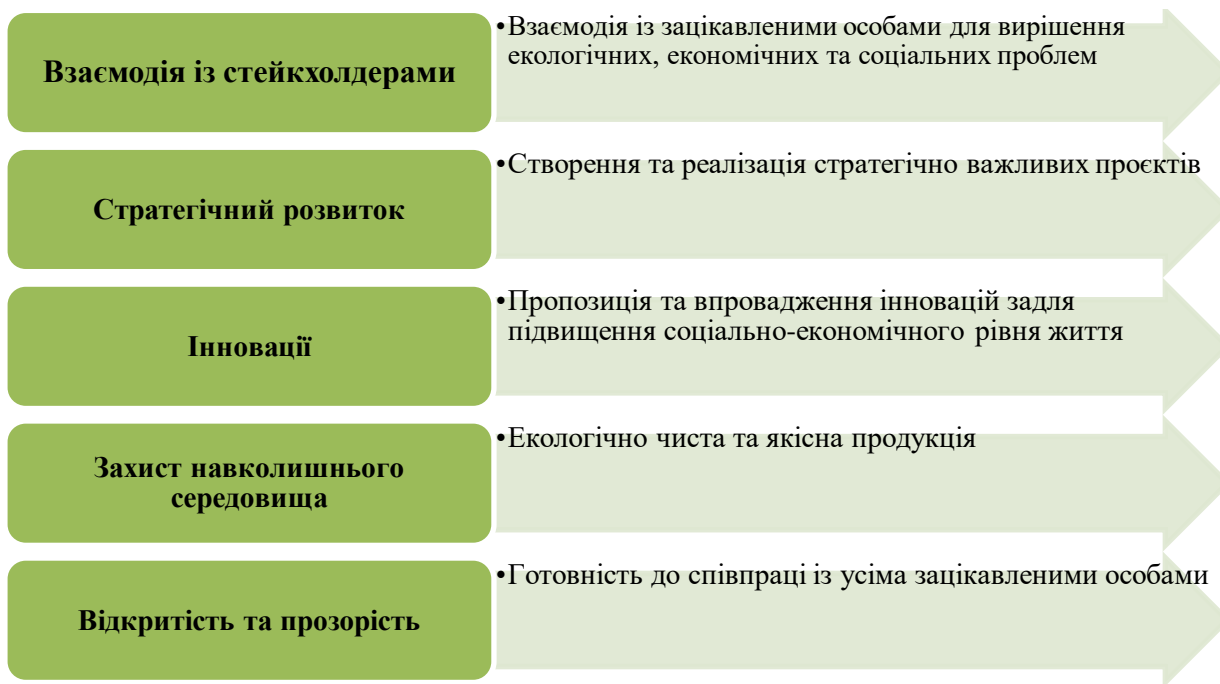 Взаємодія із стейкхолдерами
•Взаємодія із зацікавленими особами для вирішення
екологічних, економічних та соціальних проблем
Стратегічний розвиток
•Створення та реалізація стратегічно важливих проєктів
Інновації
•Пропозиція та впровадження інновацій задля
підвищення соціально-економічного рівня життя
Захист навколишнього
середовища
•Екологічно чиста та якісна продукція
Відкритість та прозорість
•Готовність до співпраці із усіма зацікавленими особами